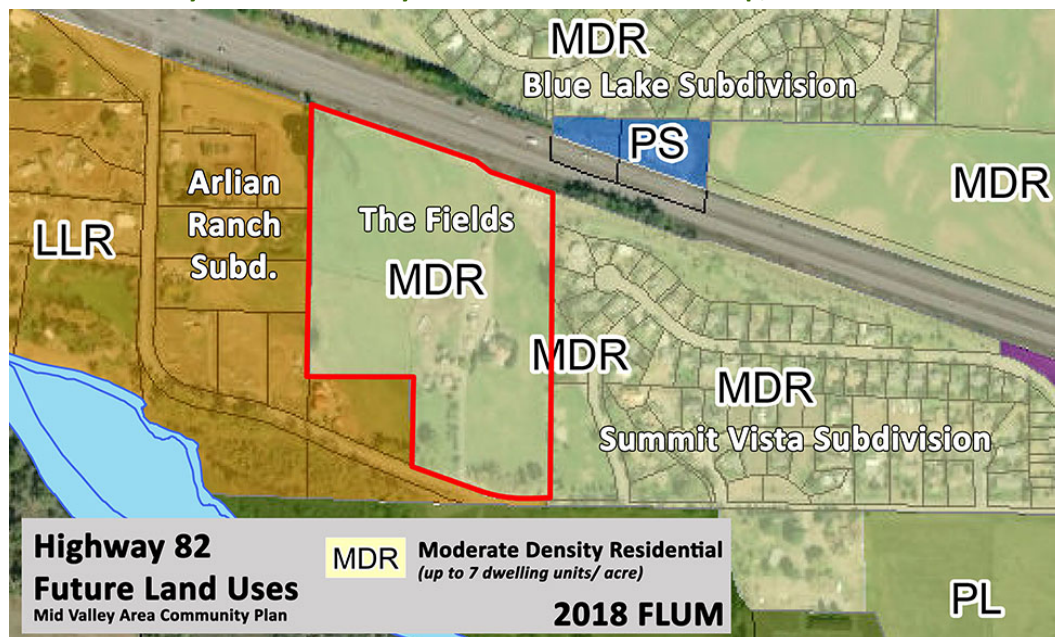 MDR
Blue Lake Subdivision
PS
MDR
Arlian
Ranch
Subd.
The Fields
LLR
MDR
MDR
MDR
Summit Vista Subdivision
Highway 82
Future Land Uses
Mid Valley Area Community Plan
MDR
Moderate Density Residential
(up to 7 dwelling units/ acre)
2018 FLUM
PL